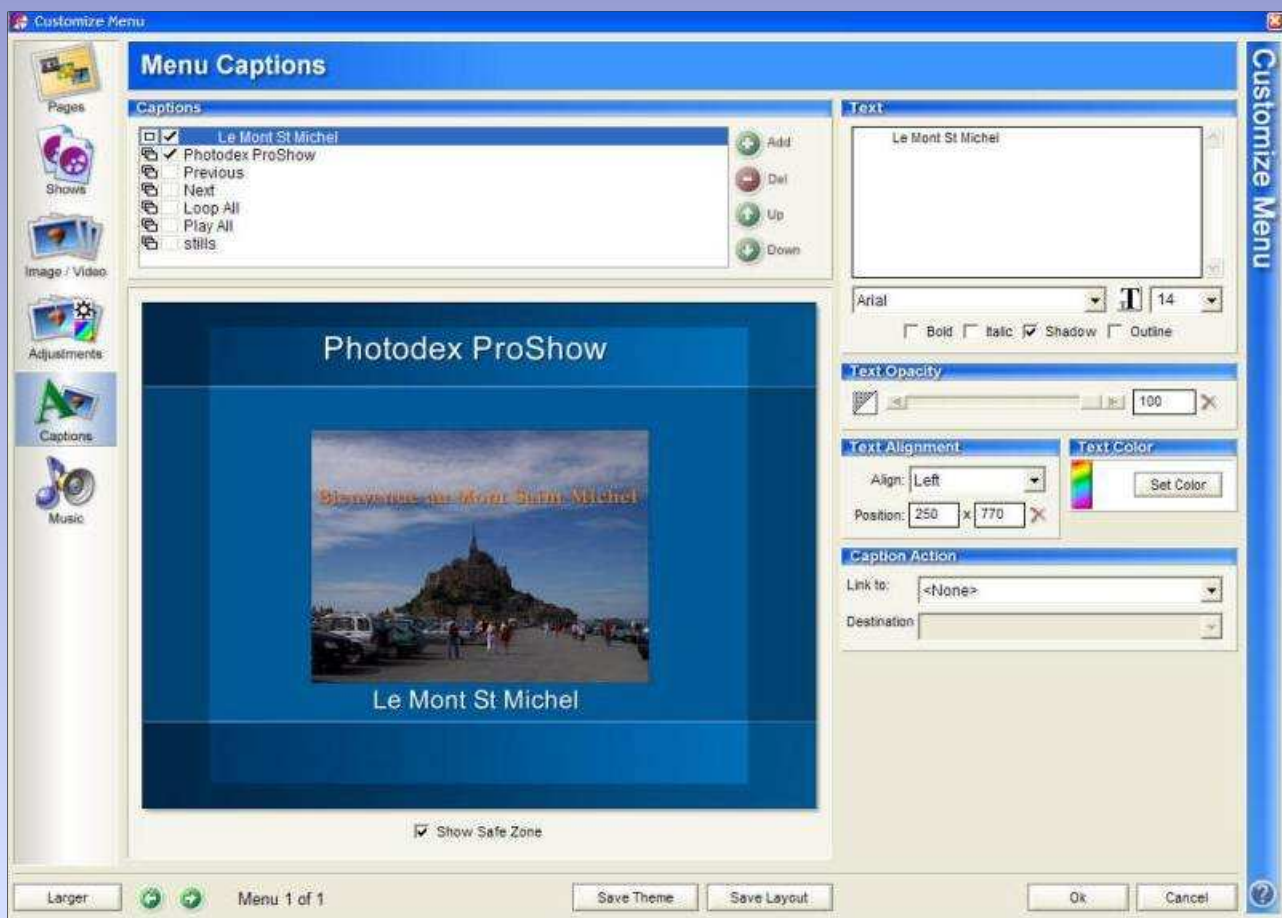 Customize Menu
Pages
Shows
Image / Video
Adjustments
Captions
Music
Menu Captions
Captions
Le Mont St Michel
Photodex ProShow
Previous
Next
Loop All
Play All
stills
Add
Del
Up
Down
Photodex ProShow
Bienvenue au Mont Saint Michel
Le Mont St Michel
Show Safe Zone
Text
Le Mont St Michel
Arial T 14
Bold Italic Shadow Outline
Text Opacity
100
Text Alignment
Align: Left
Position: 250 x 770
Text Color
Set Color
Caption Action
Link to: <None>
Destination
Customize Menu
Larger Menu 1 of 1 Save Theme Save Layout Ok Cancel ?